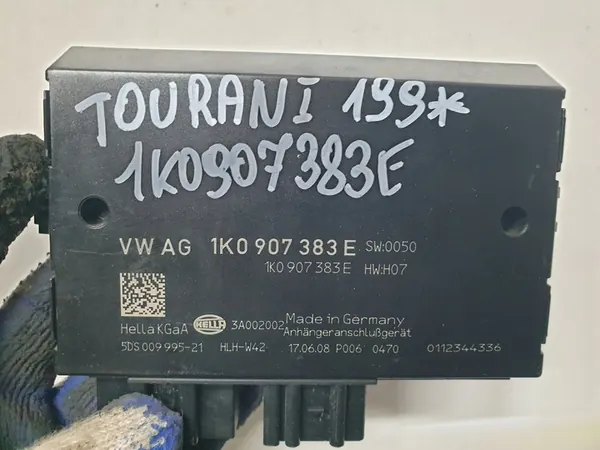 TOURAN I 199*
1K0907383E
VW AG 1K0 907 383 E SW:0050
1K0 907 383 E HW:H07
Hella KGaA HELLA 3A002002 Made in Germany
Anhängeranschlußgerät
5DS 009 995-21 HLH-W42 17.06.08 P006 0470 0112344336